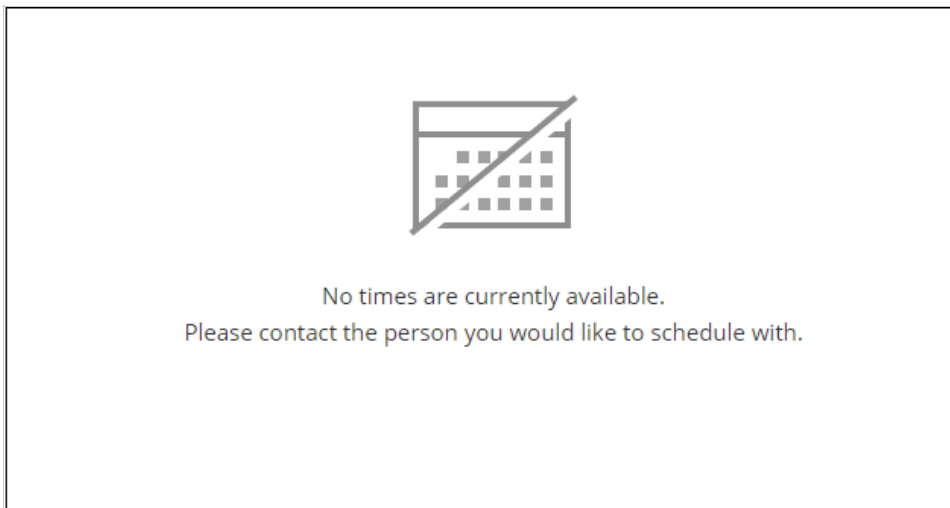 No times are currently available.
Please contact the person you would like to schedule with.